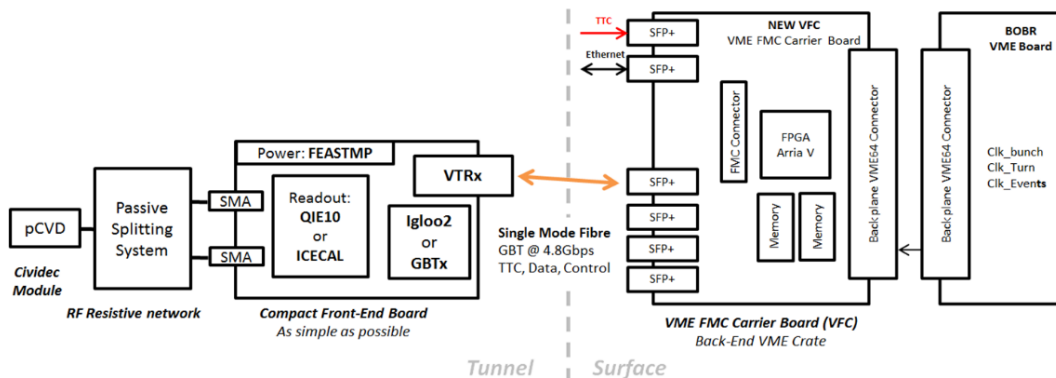 TTC
Ethernet
SFP+
SFP+
NEW VFC
VME FMC Carrier Board
BOBR
VME Board
FMC Connector
FPGA
Arria V
Back plane VME64 Connector
Back plane VME64 Connector
Clk_bunch
Clk_Turn
Clk_Events
Power: FEASTMP
VTRx
SFP+
SFP+
SFP+
SFP+
Memory
Memory
pCVD
Passive
Splitting
System
SMA
SMA
Readout:
QIE10
or
ICECAL
Igloo2
or
GBTx
Single Mode Fibre
GBT @ 4.8Gbps
TTC, Data, Control
Cividec
Module
RF Resistive network
Compact Front-End Board
As simple as possible
VME FMC Carrier Board (VFC)
Back-End VME Crate
Tunnel
Surface